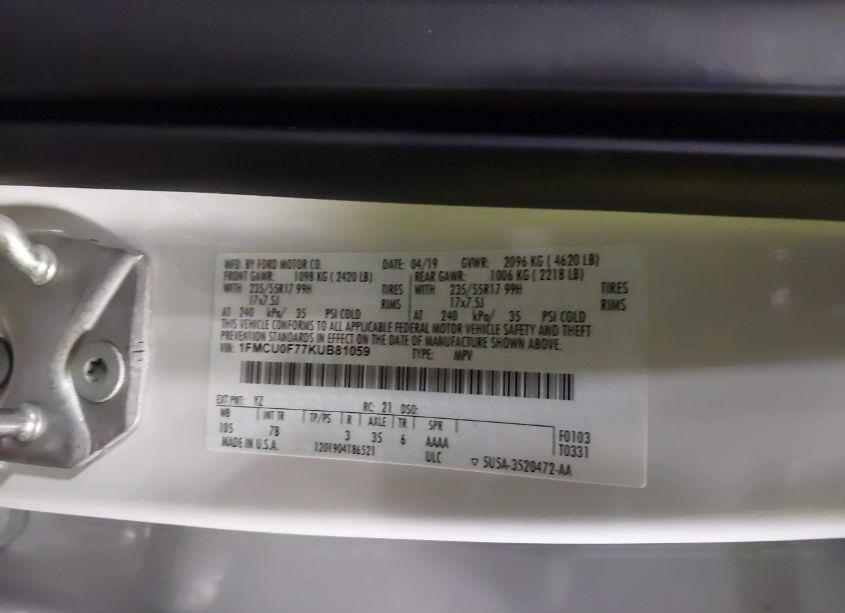 MFD. BY FORD MOTOR CO. DATE: 04/19 GVWR: 2096 KG ( 4620 LB)
FRONT GAWR: 1098 KG ( 2420 LB) REAR GAWR: 1006 KG ( 2218 LB)
WITH 235/55R17 99H TIRES WITH 235/55R17 99H TIRES
17x7.5J RIMS 17x7.5J RIMS
AT 240 kPa/ 35 PSI COLD AT 240 kPa/ 35 PSI COLD
THIS VEHICLE CONFORMS TO ALL APPLICABLE FEDERAL MOTOR VEHICLE SAFETY AND THEFT
PREVENTION STANDARDS IN EFFECT ON THE DATE OF MANUFACTURE SHOWN ABOVE.
VIN: 1FMCU0F77KUB81059 TYPE: MPV
EXT PNT: YZ RC: 21 DSO:
WB INT TR TP/PS R AXLE TR SPR F0103
105 7B 3 35 6 AAAA T0331
MADE IN U.S.A. 1201904186521 ULC ▽ 5U5A-3520472-AA